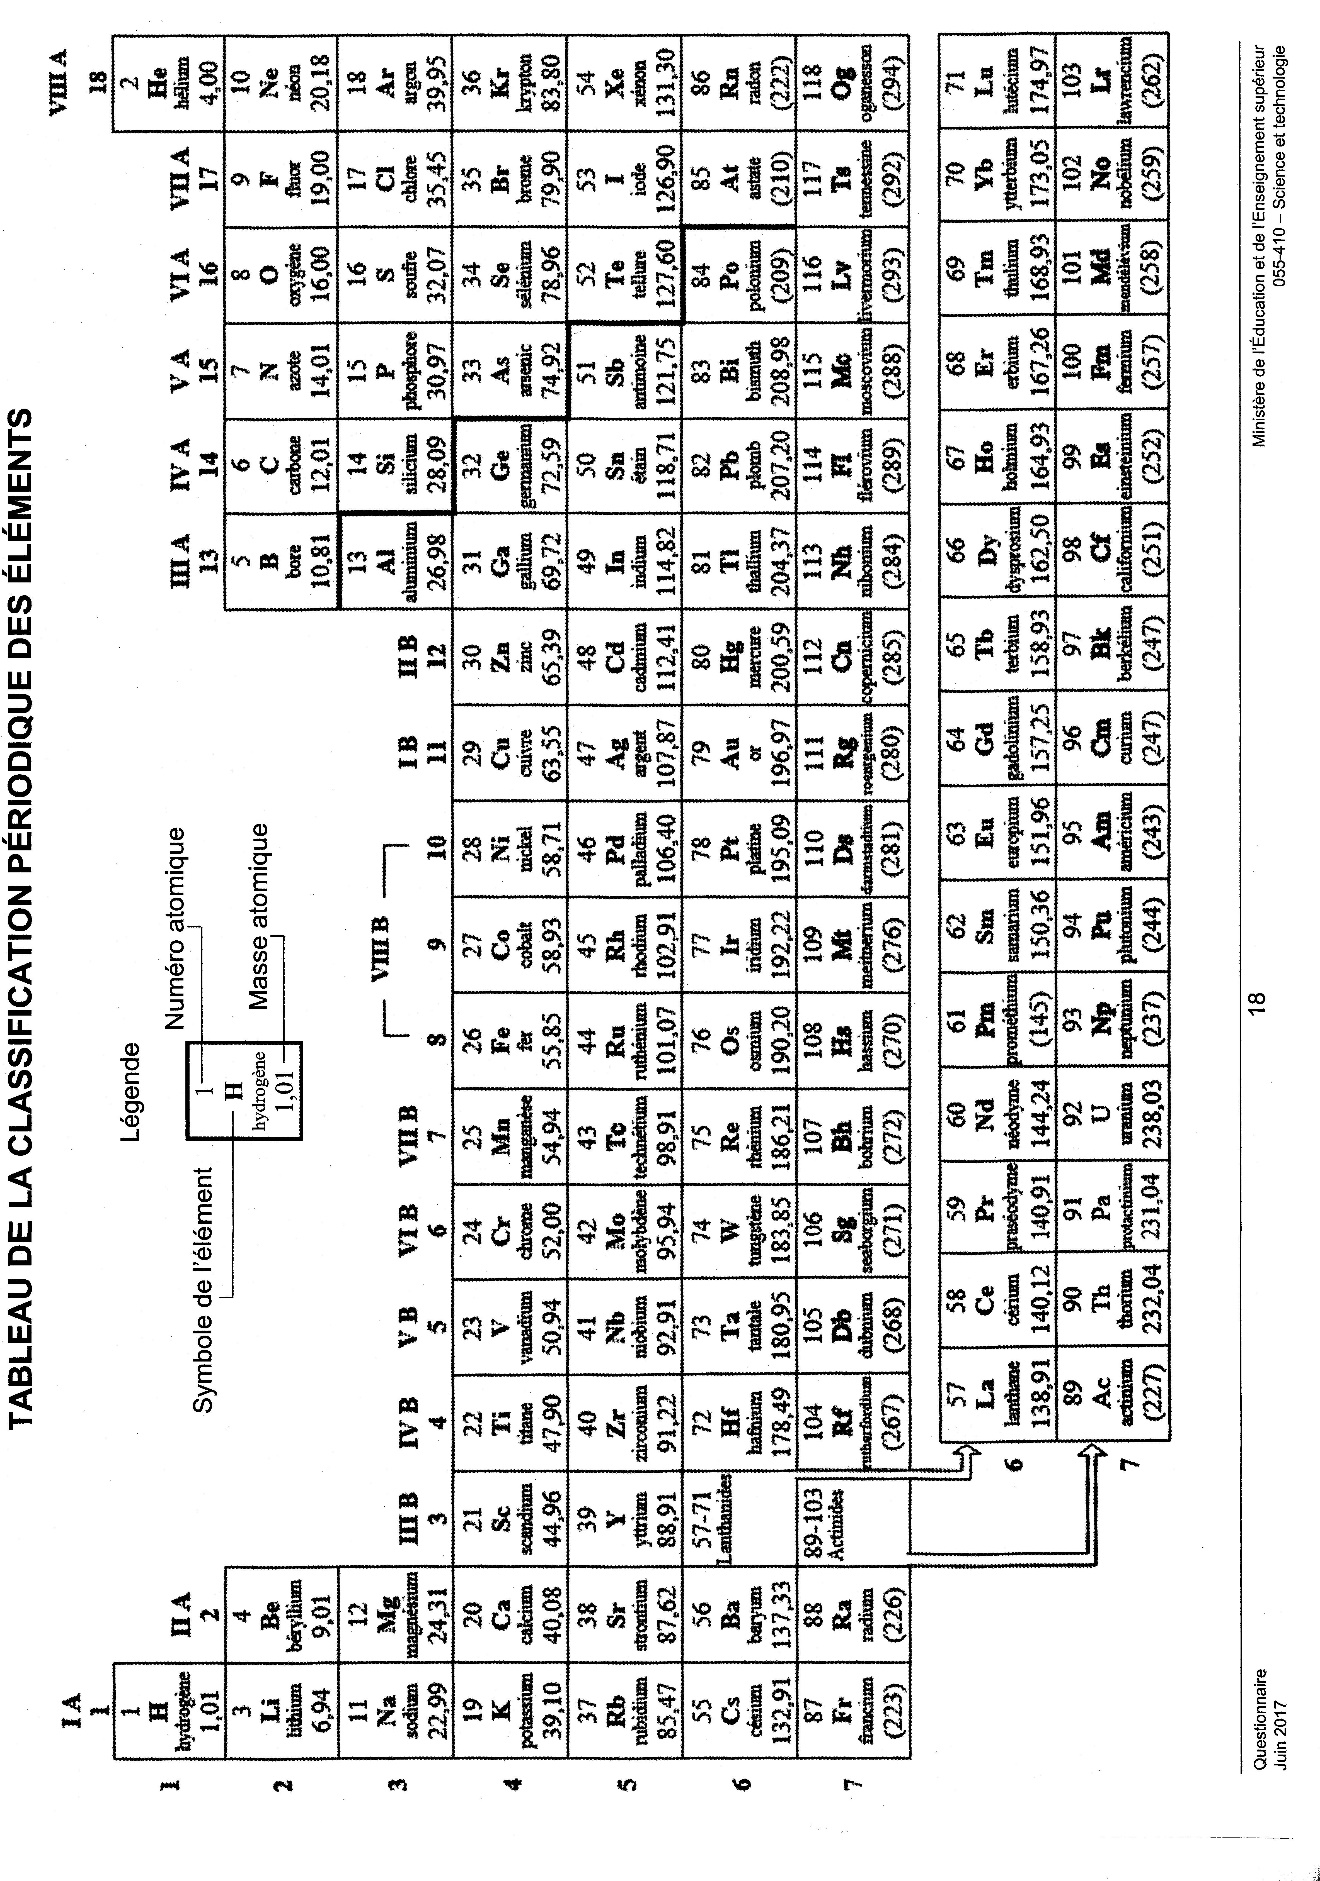 TABLEAU DE LA CLASSIFICATION PÉRIODIQUE DES ÉLÉMENTS
Légende
Numéro atomique
Symbole de l'élément
Masse atomique
1
H
hydrogène
1,01
I A II A III B IV B V B VI B VII B VIII B I B II B III A IV A V A VI A VII A VIII A
1 2 3 4 5 6 7 8 9 10 11 12 13 14 15 16 17 18
1
1 H hydrogène 1,01
2 He hélium 4,00
2
3 Li lithium 6,94
4 Be béryllium 9,01
5 B bore 10,81
6 C carbone 12,01
7 N azote 14,01
8 O oxygène 16,00
9 F fluor 19,00
10 Ne néon 20,18
3
11 Na sodium 22,99
12 Mg magnésium 24,31
13 Al aluminium 26,98
14 Si silicium 28,09
15 P phosphore 30,97
16 S soufre 32,07
17 Cl chlore 35,45
18 Ar argon 39,95
4
19 K potassium 39,10
20 Ca calcium 40,08
21 Sc scandium 44,96
22 Ti titane 47,90
23 V vanadium 50,94
24 Cr chrome 52,00
25 Mn manganèse 54,94
26 Fe fer 55,85
27 Co cobalt 58,93
28 Ni nickel 58,71
29 Cu cuivre 63,55
30 Zn zinc 65,39
31 Ga gallium 69,72
32 Ge germanium 72,59
33 As arsenic 74,92
34 Se sélénium 78,96
35 Br brome 79,90
36 Kr krypton 83,80
5
37 Rb rubidium 85,47
38 Sr strontium 87,62
39 Y yttrium 88,91
40 Zr zirconium 91,22
41 Nb niobium 92,91
42 Mo molybdène 95,94
43 Tc technétium 98,91
44 Ru ruthénium 101,07
45 Rh rhodium 102,91
46 Pd palladium 106,40
47 Ag argent 107,87
48 Cd cadmium 112,41
49 In indium 114,82
50 Sn étain 118,71
51 Sb antimoine 121,75
52 Te tellure 127,60
53 I iode 126,90
54 Xe xénon 131,30
6
55 Cs césium 132,91
56 Ba baryum 137,33
57-71 Lanthanides
72 Hf hafnium 178,49
73 Ta tantale 180,95
74 W tungstène 183,85
75 Re rhénium 186,21
76 Os osmium 190,20
77 Ir iridium 192,22
78 Pt platine 195,09
79 Au or 196,97
80 Hg mercure 200,59
81 Tl thallium 204,37
82 Pb plomb 207,20
83 Bi bismuth 208,98
84 Po polonium (209)
85 At astate (210)
86 Rn radon (222)
7
87 Fr francium (223)
88 Ra radium (226)
89-103 Actinides
104 Rf rutherfordium (267)
105 Db dubnium (268)
106 Sg seaborgium (271)
107 Bh bohrium (272)
108 Hs hassium (270)
109 Mt meitnerium (276)
110 Ds darmstadtium (281)
111 Rg roentgenium (280)
112 Cn copernicium (285)
113 Nh nihonium (284)
114 Fl flérovium (289)
115 Mc moscovium (288)
116 Lv livermorium (293)
117 Ts tennessine (292)
118 Og oganesson (294)
6
57 La lanthane 138,91
58 Ce cérium 140,12
59 Pr praséodyme 140,91
60 Nd néodyme 144,24
61 Pm prométhium (145)
62 Sm samarium 150,36
63 Eu europium 151,96
64 Gd gadolinium 157,25
65 Tb terbium 158,93
66 Dy dysprosium 162,50
67 Ho holmium 164,93
68 Er erbium 167,26
69 Tm thulium 168,93
70 Yb ytterbium 173,05
71 Lu lutécium 174,97
7
89 Ac actinium (227)
90 Th thorium 232,04
91 Pa protactinium 231,04
92 U uranium 238,03
93 Np neptunium (237)
94 Pu plutonium (244)
95 Am américium (243)
96 Cm curium (247)
97 Bk berkélium (247)
98 Cf californium (251)
99 Es einsteinium (252)
100 Fm fermium (257)
101 Md mendélévium (258)
102 No nobélium (259)
103 Lr lawrencium (262)
Questionnaire
Juin 2017
18
Ministère de l'Éducation et de l'Enseignement supérieur
055-410 – Science et technologie